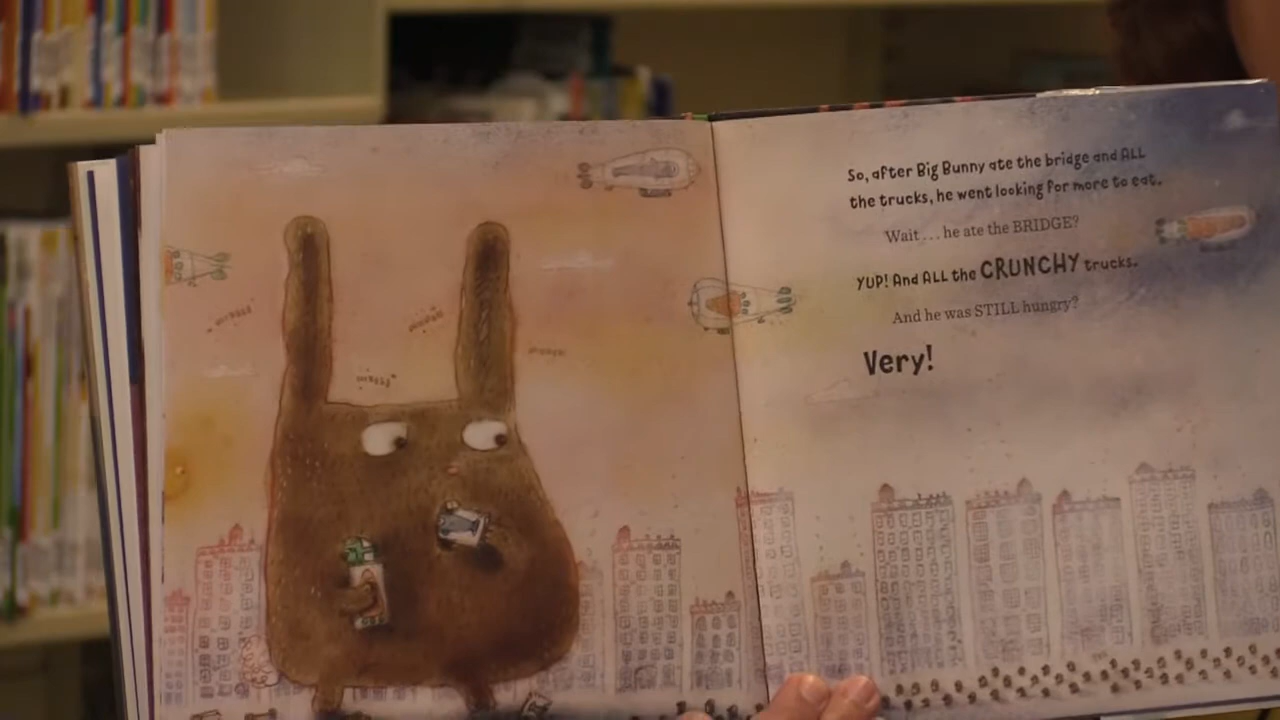 So, after Big Bunny ate the bridge and ALL
the trucks, he went looking for more to eat.
Wait... he ate the BRIDGE?
YUP! And ALL the CRUNCHY trucks.
And he was STILL hungry?
Very!